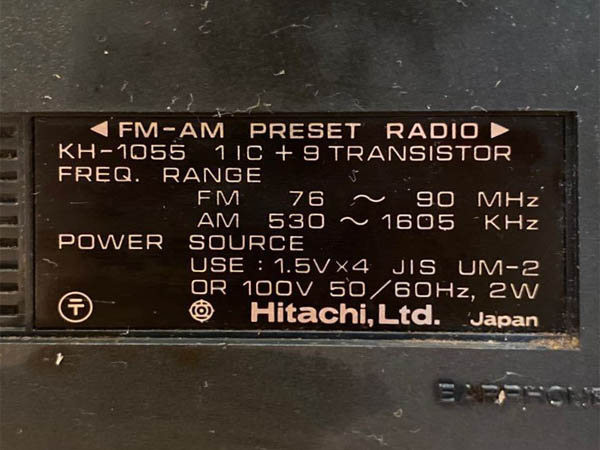 ◀ FM-AM PRESET RADIO ▶
KH-1055 1 IC + 9 TRANSISTOR
FREQ. RANGE
FM 76 ~ 90 MHz
AM 530 ~ 1605 KHz
POWER SOURCE
USE : 1.5V×4 JIS UM-2
OR 100V 50/60Hz, 2W
〒 Hitachi, Ltd. Japan